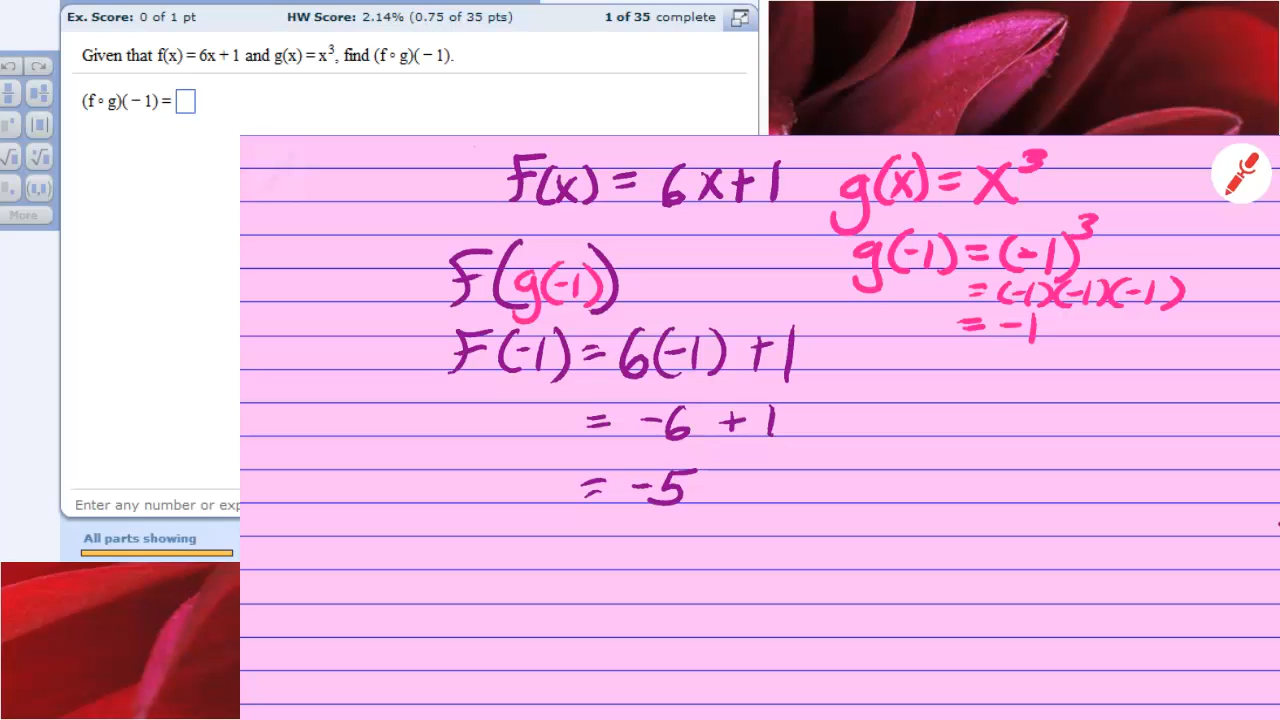 Ex. Score: 0 of 1 pt
HW Score: 2.14% (0.75 of 35 pts)
1 of 35 complete
Given that f(x) = 6x + 1 and g(x) = x³, find (f ∘ g)( − 1).
(f ∘ g)( − 1) =
More
F(x) = 6x+1
g(x) = x³
g(-1) = (-1)³
= (-1)(-1)(-1)
= -1
F(g(-1))
F(-1) = 6(-1) + 1
= -6 + 1
= -5
Enter any number or exp
All parts showing